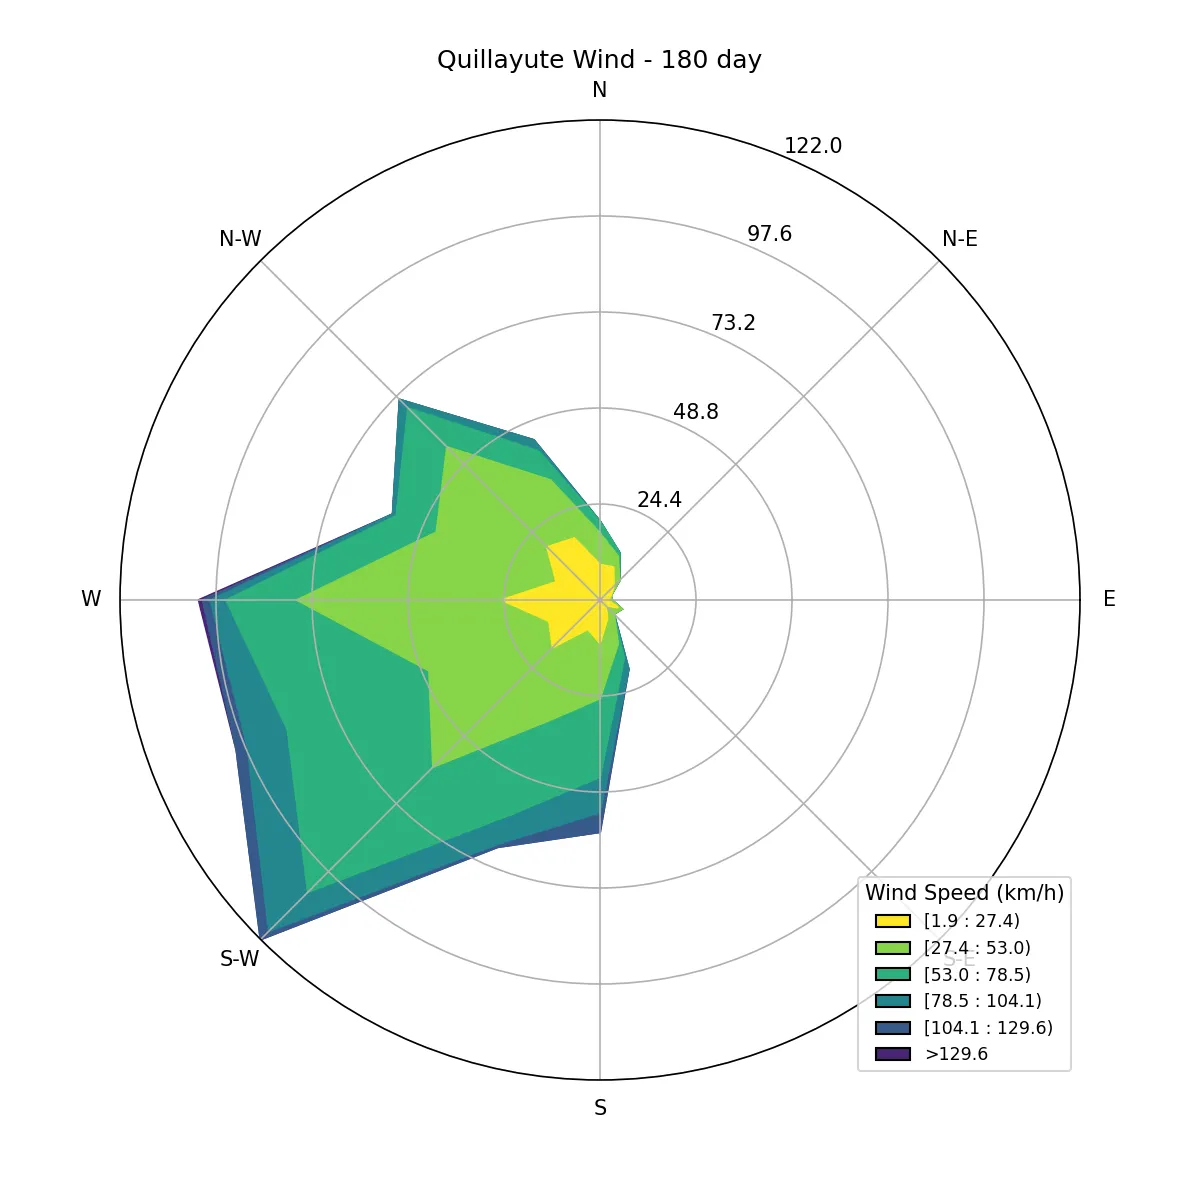 Quillayute Wind - 180 day
N
122.0
97.6
N-W
N-E
73.2
48.8
24.4
W
E
S-W
S-E
S
Wind Speed (km/h)
[1.9 : 27.4)
[27.4 : 53.0)
[53.0 : 78.5)
[78.5 : 104.1)
[104.1 : 129.6)
>129.6